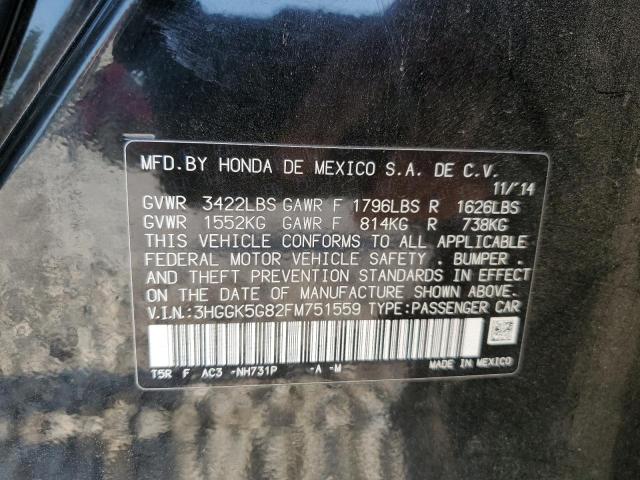 MFD.BY HONDA DE MEXICO S.A. DE C.V.
11/'14
GVWR 3422LBS GAWR F 1796LBS R 1626LBS
GVWR 1552KG GAWR F 814KG R 738KG
THIS VEHICLE CONFORMS TO ALL APPLICABLE
FEDERAL MOTOR VEHICLE SAFETY . BUMPER .
AND THEFT PREVENTION STANDARDS IN EFFECT
ON THE DATE OF MANUFACTURE SHOWN ABOVE.
V.I.N.:3HGGK5G82FM751559 TYPE:PASSENGER CAR
T5R F AC3 -NH731P -A -M MADE IN MEXICO